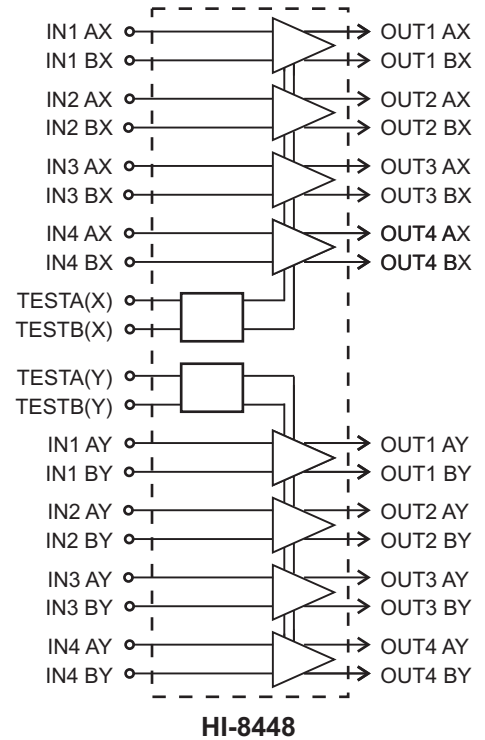 IN1 AX OUT1 AX
IN1 BX OUT1 BX
IN2 AX OUT2 AX
IN2 BX OUT2 BX
IN3 AX OUT3 AX
IN3 BX OUT3 BX
IN4 AX OUT4 AX
IN4 BX OUT4 BX
TESTA(X)
TESTB(X)
TESTA(Y)
TESTB(Y)
IN1 AY OUT1 AY
IN1 BY OUT1 BY
IN2 AY OUT2 AY
IN2 BY OUT2 BY
IN3 AY OUT3 AY
IN3 BY OUT3 BY
IN4 AY OUT4 AY
IN4 BY OUT4 BY
HI-8448